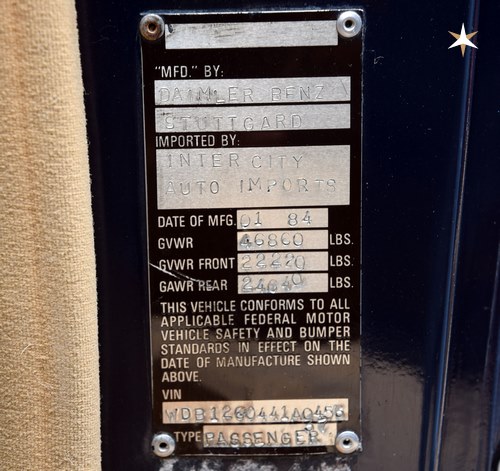 "MFD." BY:
DAIMLER BENZ
STUTTGARD
IMPORTED BY:
INTER CITY
AUTO IMPORTS
DATE OF MFG. 01 84
GVWR LBS.
GVWR FRONT 2220 LBS.
GAWR REAR LBS.
THIS VEHICLE CONFORMS TO ALL
APPLICABLE FEDERAL MOTOR
VEHICLE SAFETY AND BUMPER
STANDARDS IN EFFECT ON THE
DATE OF MANUFACTURE SHOWN
ABOVE.
VIN
TYPE PASSENGER